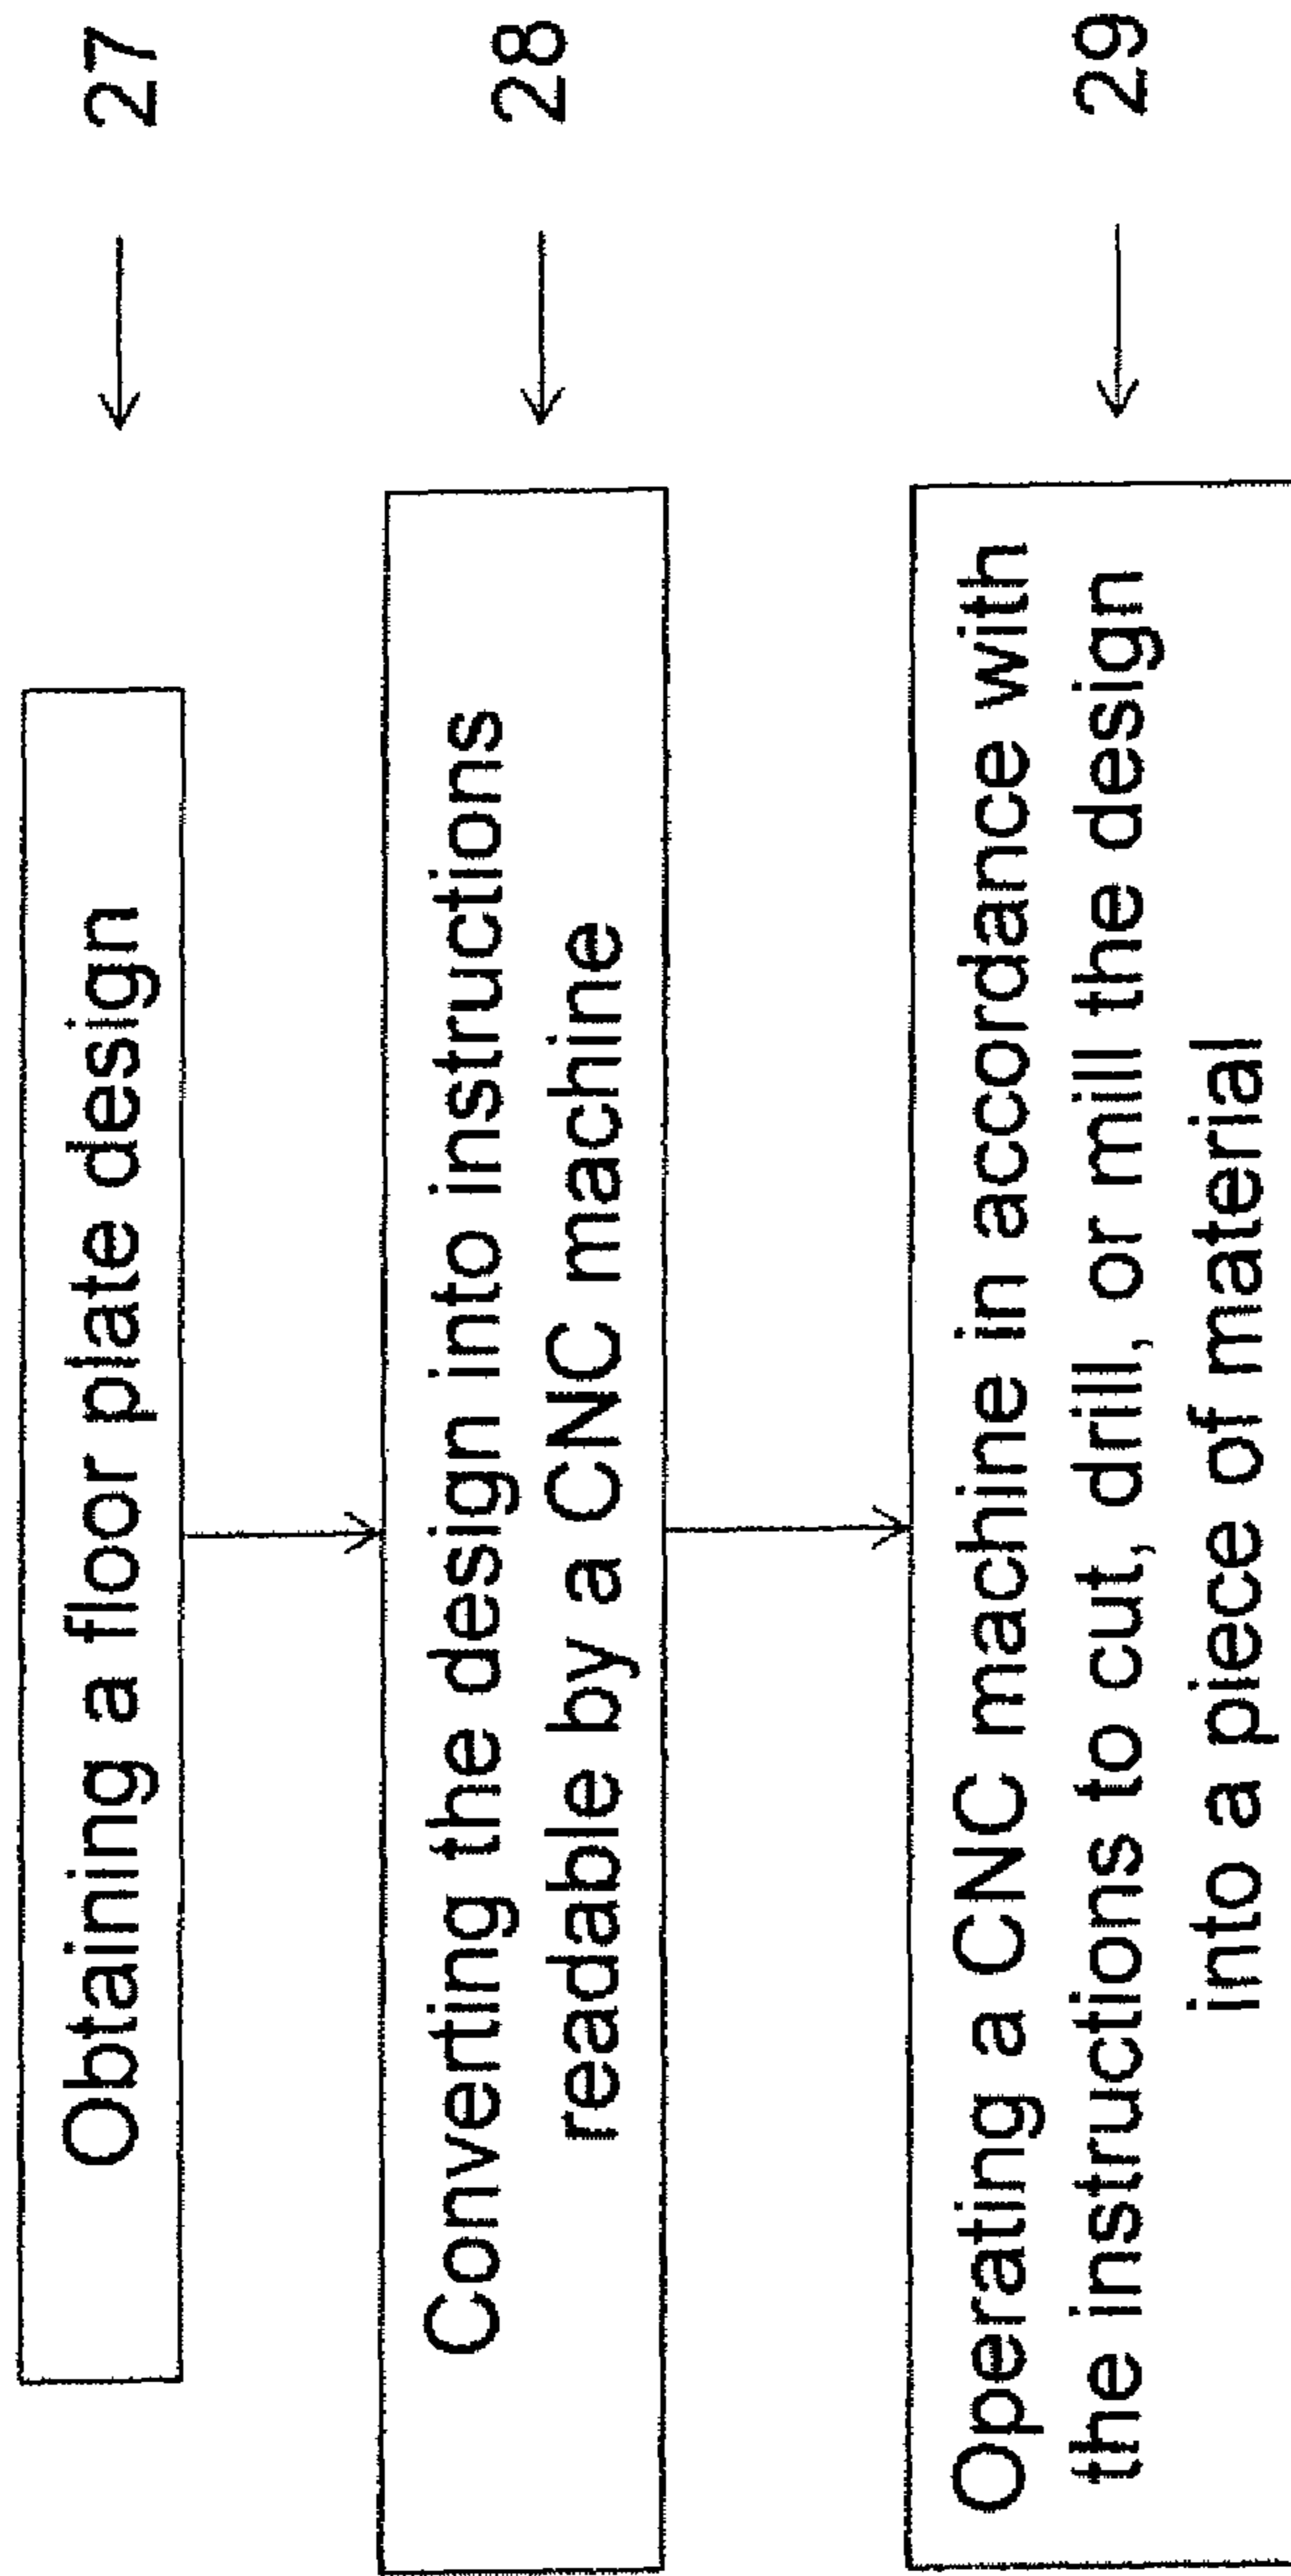 Obtaining a floor plate design
27
Converting the design into instructions
readable by a CNC machine
28
Operating a CNC machine in accordance with
the instructions to cut, drill, or mill the design
into a piece of material
29